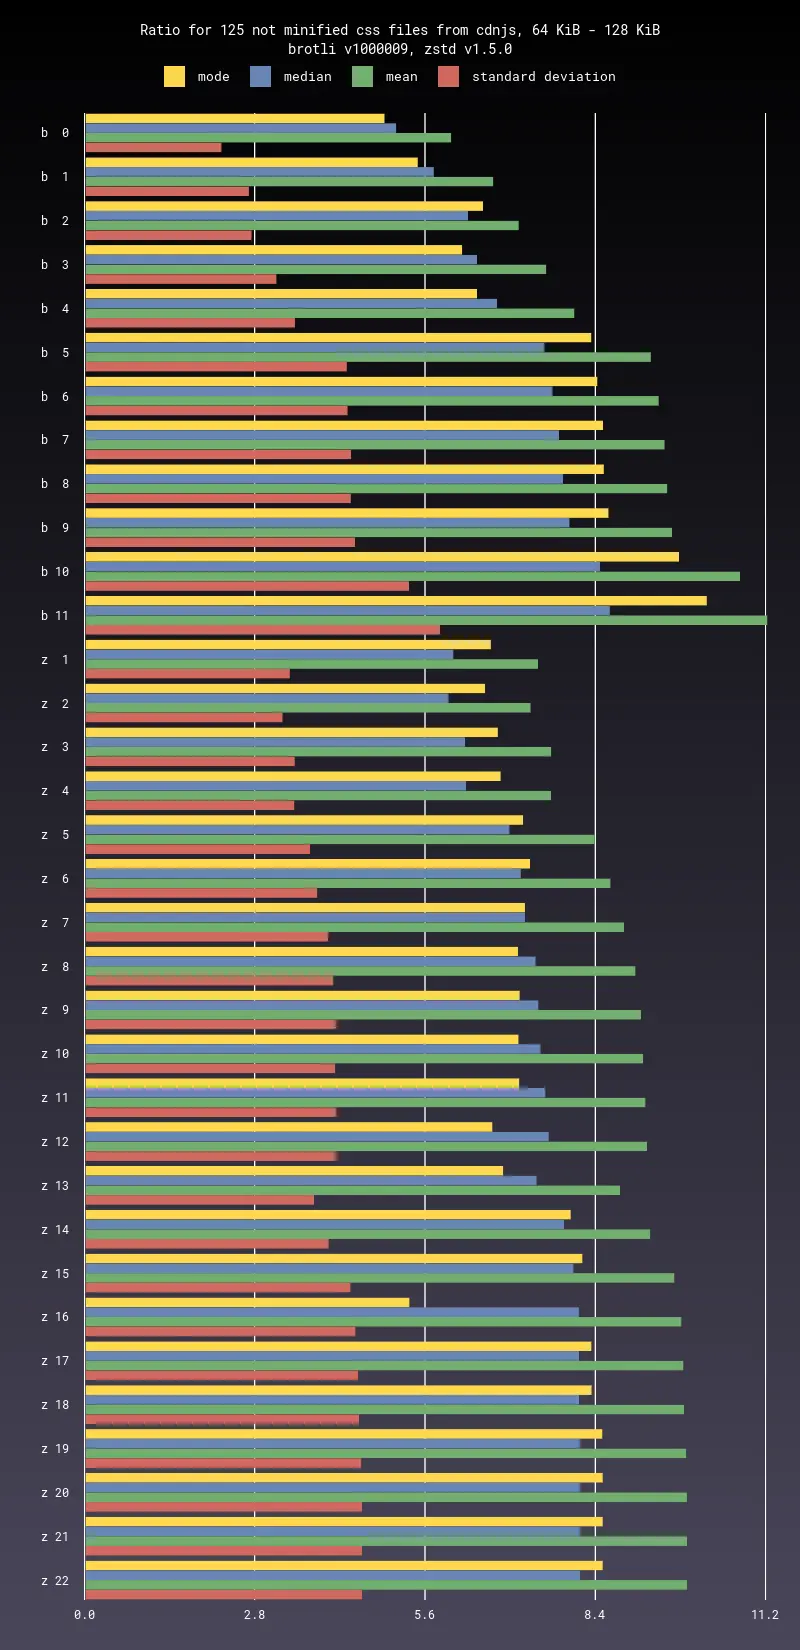 Ratio for 125 not minified css files from cdnjs, 64 KiB - 128 KiB
brotli v1000009, zstd v1.5.0
mode median mean standard deviation
b 0
b 1
b 2
b 3
b 4
b 5
b 6
b 7
b 8
b 9
b 10
b 11
z 1
z 2
z 3
z 4
z 5
z 6
z 7
z 8
z 9
z 10
z 11
z 12
z 13
z 14
z 15
z 16
z 17
z 18
z 19
z 20
z 21
z 22
0.0 2.8 5.6 8.4 11.2